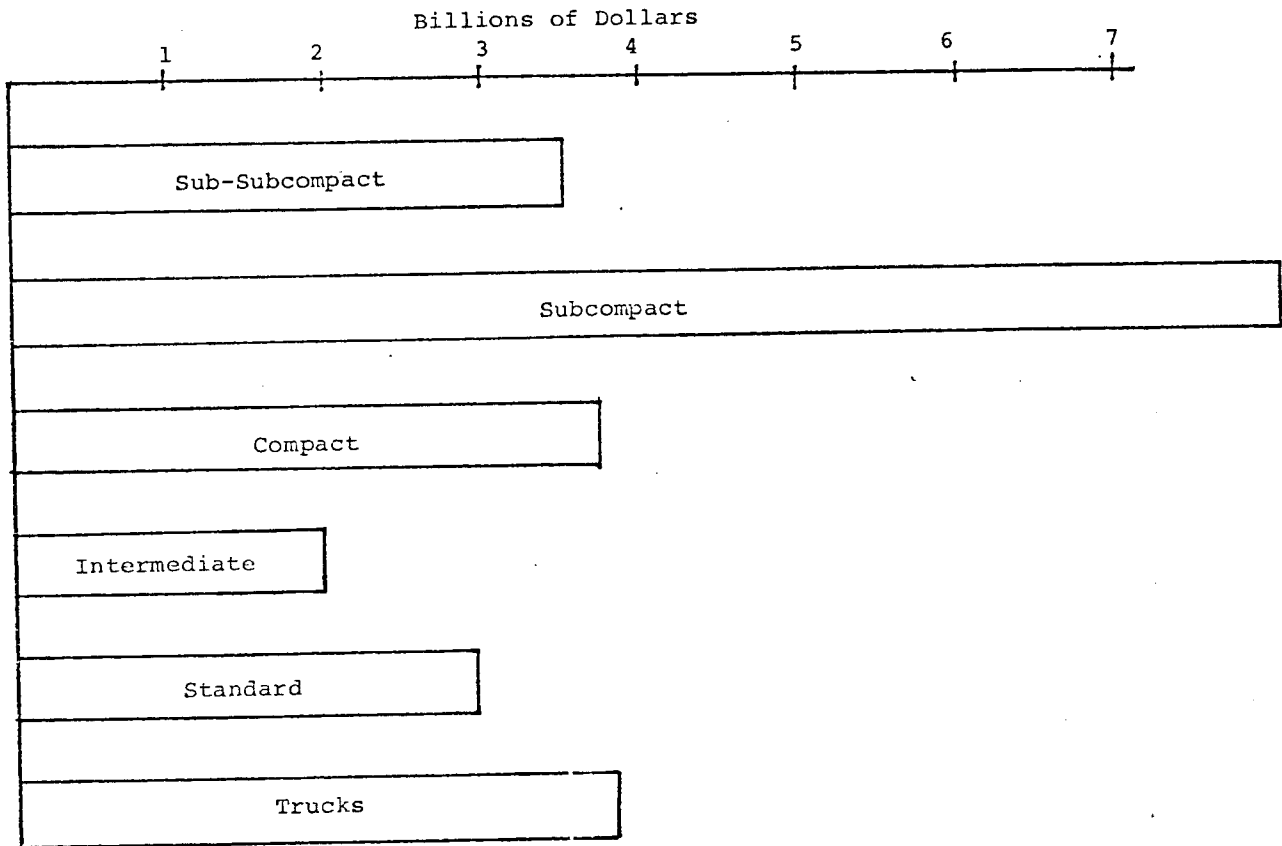 Billions of Dollars
1 2 3 4 5 6 7
Sub-Subcompact
Subcompact
Compact
Intermediate
Standard
Trucks